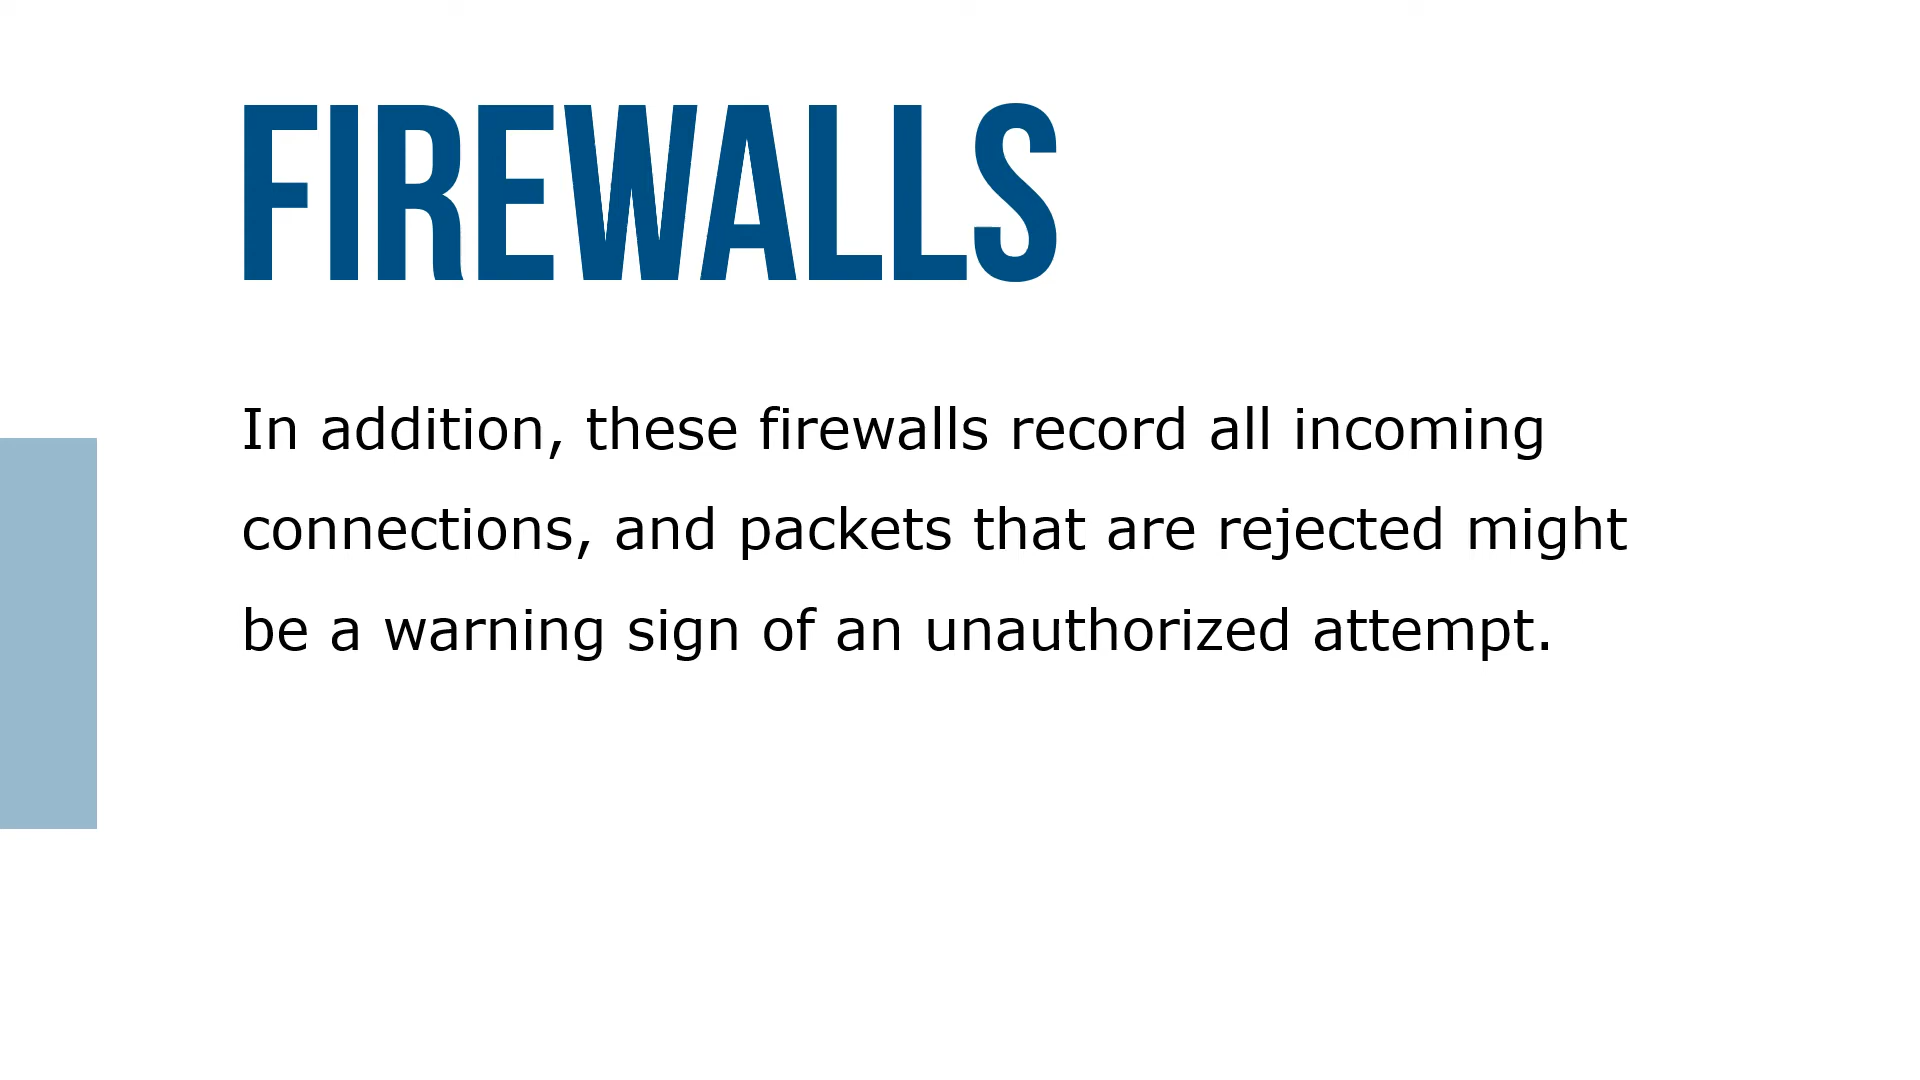 FIREWALLS
In addition, these firewalls record all incoming
connections, and packets that are rejected might
be a warning sign of an unauthorized attempt.